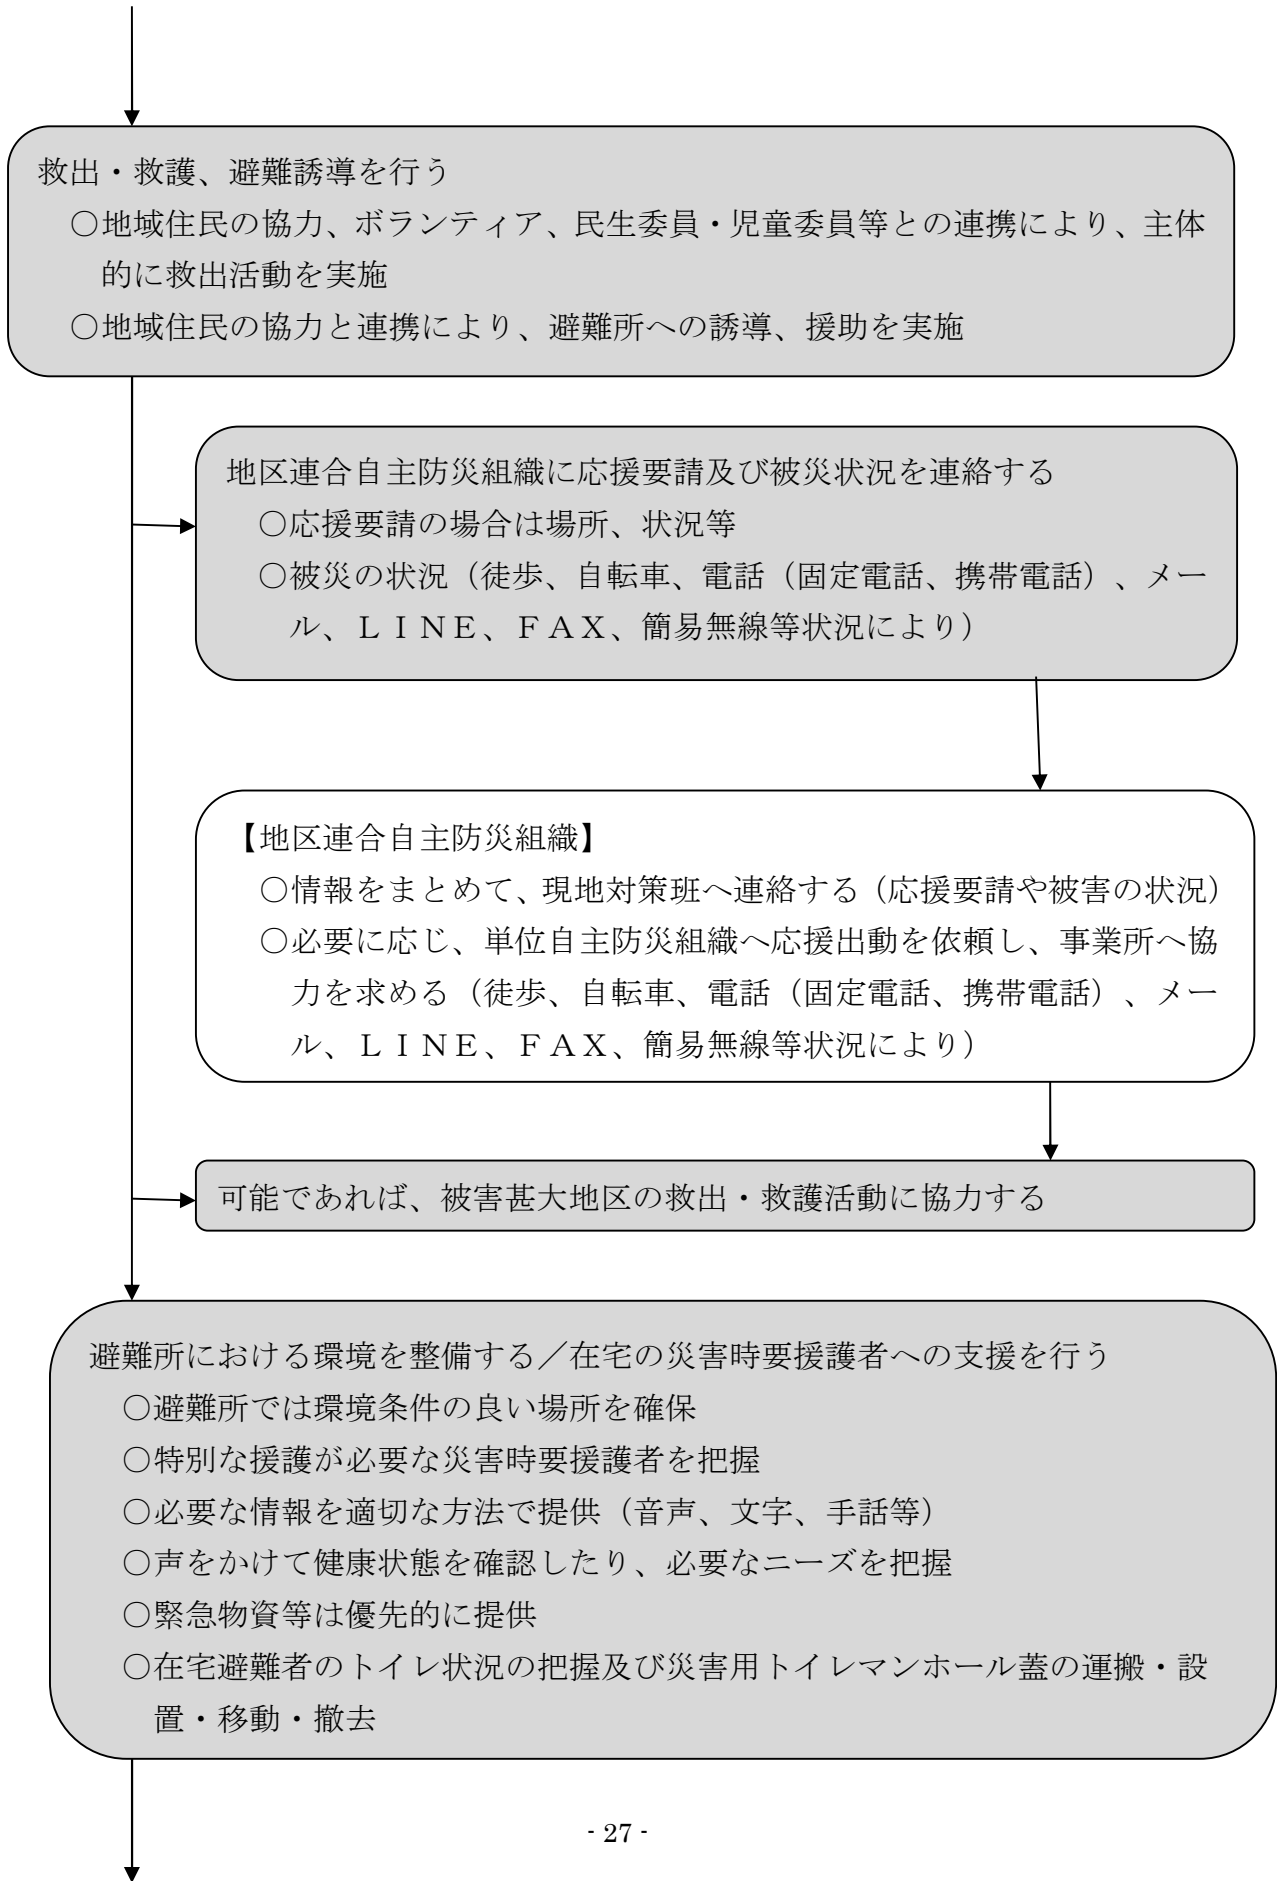 救出・救護、避難誘導を行う
○地域住民の協力、ボランティア、民生委員・児童委員等との連携により、主体
的に救出活動を実施
○地域住民の協力と連携により、避難所への誘導、援助を実施
地区連合自主防災組織に応援要請及び被災状況を連絡する
○応援要請の場合は場所、状況等
○被災の状況（徒歩、自転車、電話（固定電話、携帯電話）、メー
ル、ＬＩＮＥ、ＦＡＸ、簡易無線等状況により）
【地区連合自主防災組織】
○情報をまとめて、現地対策班へ連絡する（応援要請や被害の状況）
○必要に応じ、単位自主防災組織へ応援出動を依頼し、事業所へ協
力を求める（徒歩、自転車、電話（固定電話、携帯電話）、メー
ル、ＬＩＮＥ、ＦＡＸ、簡易無線等状況により）
可能であれば、被害甚大地区の救出・救護活動に協力する
避難所における環境を整備する／在宅の災害時要援護者への支援を行う
○避難所では環境条件の良い場所を確保
○特別な援護が必要な災害時要援護者を把握
○必要な情報を適切な方法で提供（音声、文字、手話等）
○声をかけて健康状態を確認したり、必要なニーズを把握
○緊急物資等は優先的に提供
○在宅避難者のトイレ状況の把握及び災害用トイレマンホール蓋の運搬・設
置・移動・撤去
- 27 -